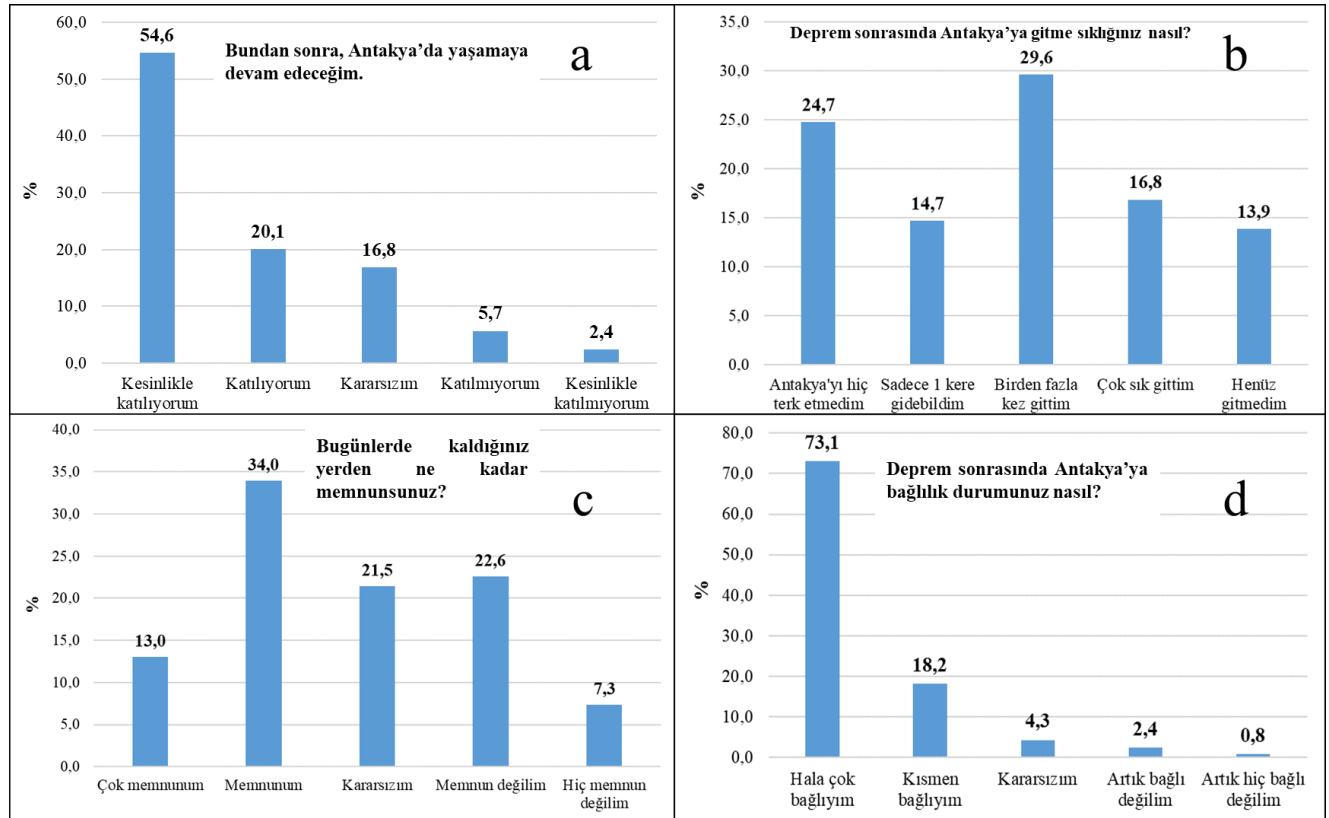 60,0
50,0
40,0
30,0
20,0
10,0
0,0
%
Bundan sonra, Antakya'da yaşamaya
devam edeceğim.
a
54,6
20,1
16,8
5,7
2,4
Kesinlikle
katılıyorum
Katılıyorum
Kararsızım
Katılmıyorum
Kesinlikle
katılmıyorum
35,0
30,0
25,0
20,0
15,0
10,0
5,0
0,0
%
Deprem sonrasında Antakya'ya gitme sıklığınız nasıl?
b
24,7
14,7
29,6
16,8
13,9
Antakya'yı hiç
terk etmedim
Sadece 1 kere
gidebildim
Birden fazla
kez gittim
Çok sık gittim
Henüz
gitmedim
40,0
35,0
30,0
25,0
20,0
15,0
10,0
5,0
0,0
%
Bugünlerde kaldığınız
yerden ne kadar
memnunsunuz?
c
13,0
34,0
21,5
22,6
7,3
Çok memnunum
Memnunum
Kararsızım
Memnun değilim
Hiç memnun
değilim
80,0
70,0
60,0
50,0
40,0
30,0
20,0
10,0
0,0
%
Deprem sonrasında Antakya'ya
bağlılık durumunuz nasıl?
d
73,1
18,2
4,3
2,4
0,8
Hala çok
bağlıyım
Kısmen
bağlıyım
Kararsızım
Artık bağlı
değilim
Artık hiç bağlı
değilim